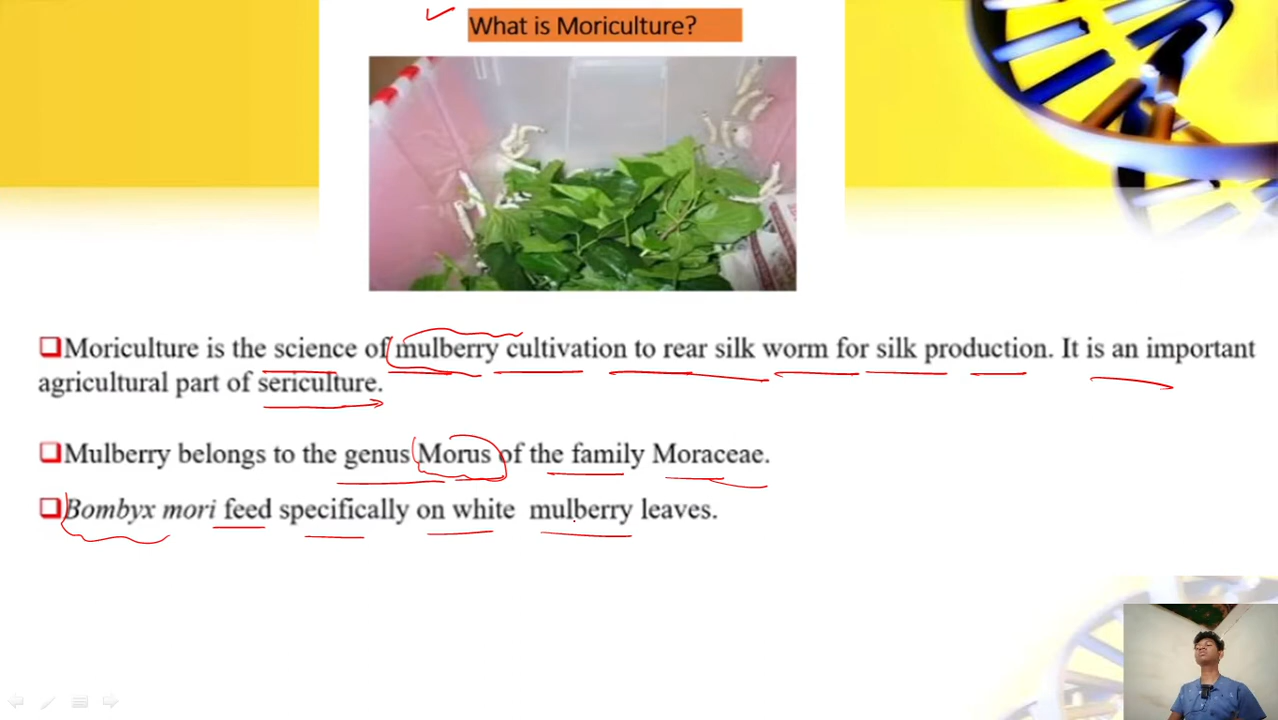 What is Moriculture?
Moriculture is the science of mulberry cultivation to rear silk worm for silk production. It is an important
agricultural part of sericulture.
Mulberry belongs to the genus Morus of the family Moraceae.
Bombyx mori feed specifically on white mulberry leaves.